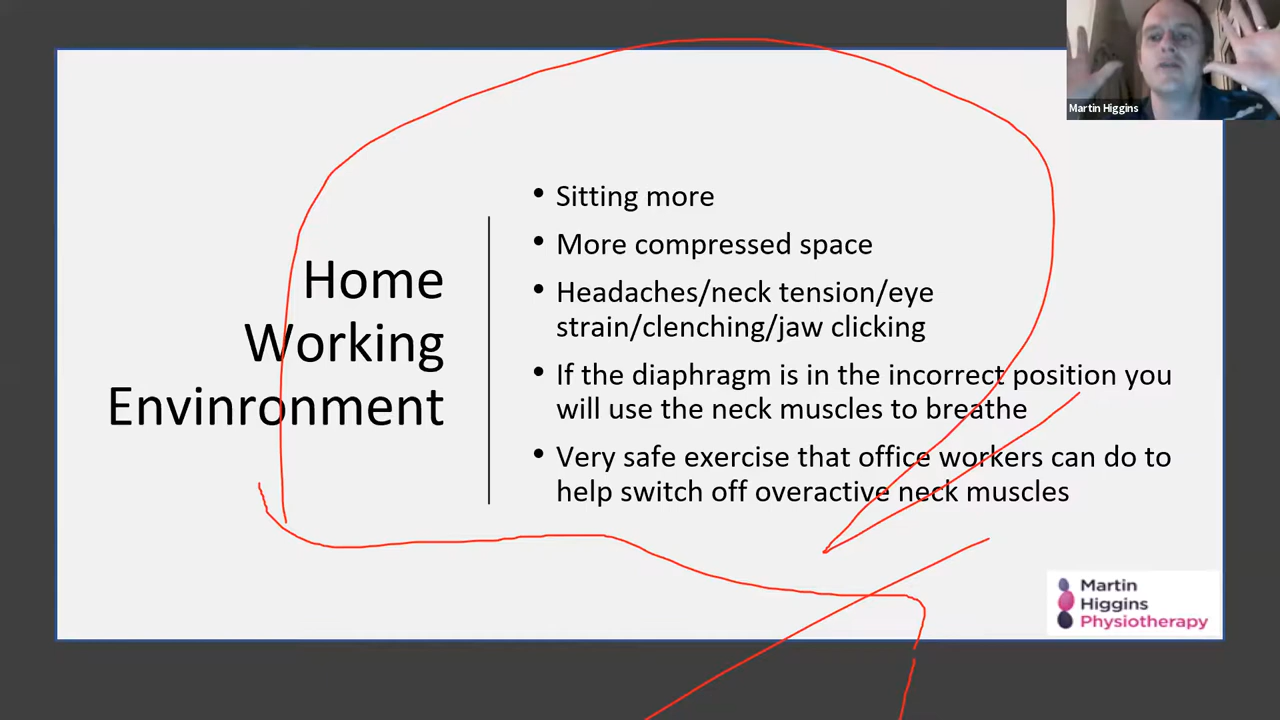 Martin Higgins
Home
Working
Envinronment
• Sitting more
• More compressed space
• Headaches/neck tension/eye
strain/clenching/jaw clicking
• If the diaphragm is in the incorrect position you
will use the neck muscles to breathe
• Very safe exercise that office workers can do to
help switch off overactive neck muscles
Martin
Higgins
Physiotherapy